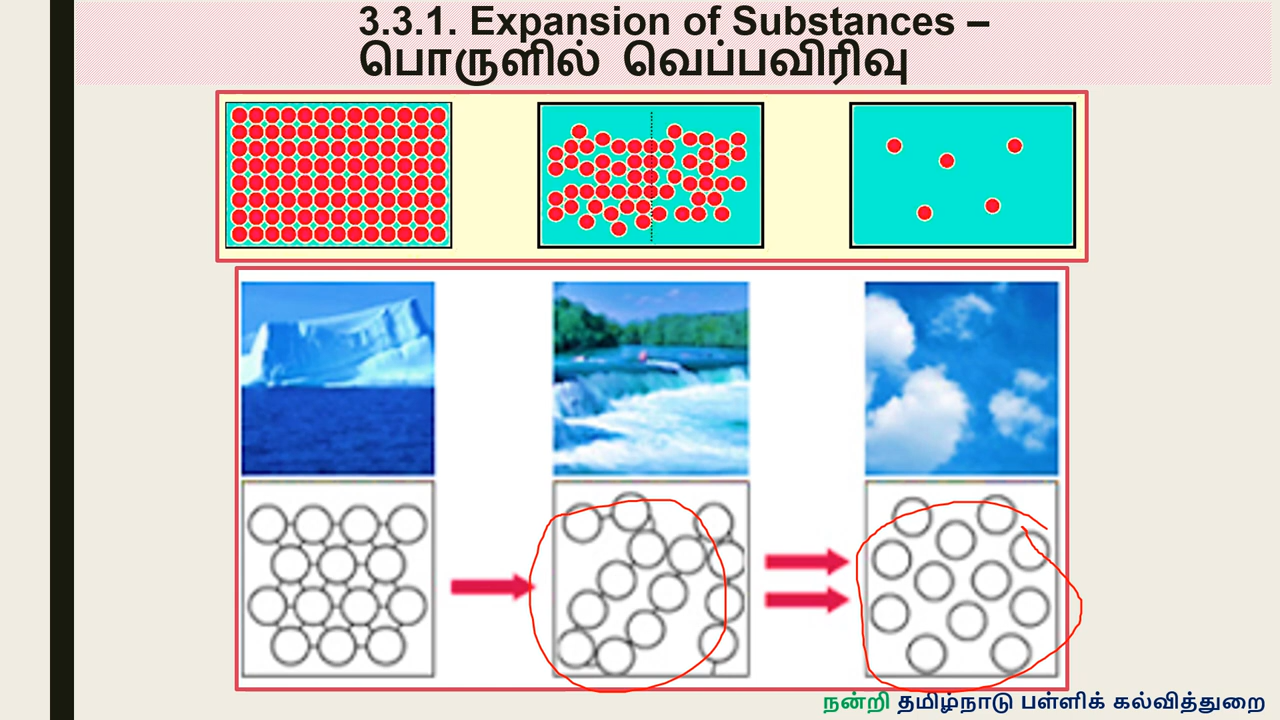 3.3.1. Expansion of Substances –
பொருளில் வெப்பவிரிவு
நன்றி தமிழ்நாடு பள்ளிக் கல்வித்துறை